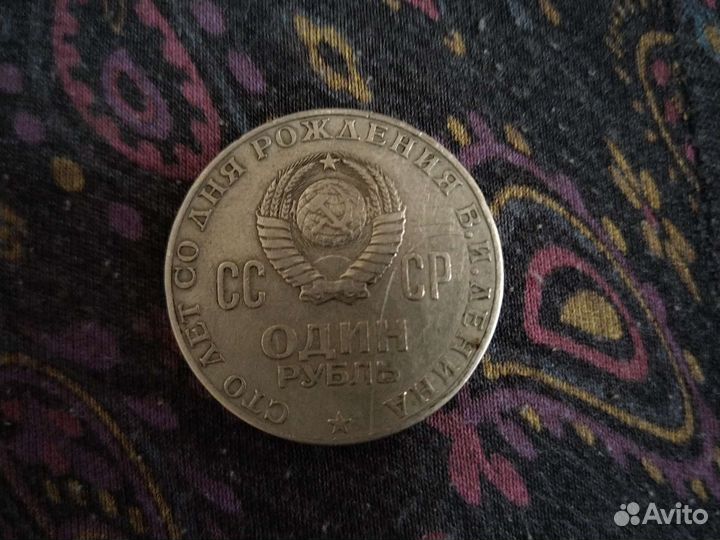 СТО ЛЕТ СО ДНЯ РОЖДЕНИЯ В.И.ЛЕНИНА
СС СР
ОДИН
РУБЛЬ
Avito